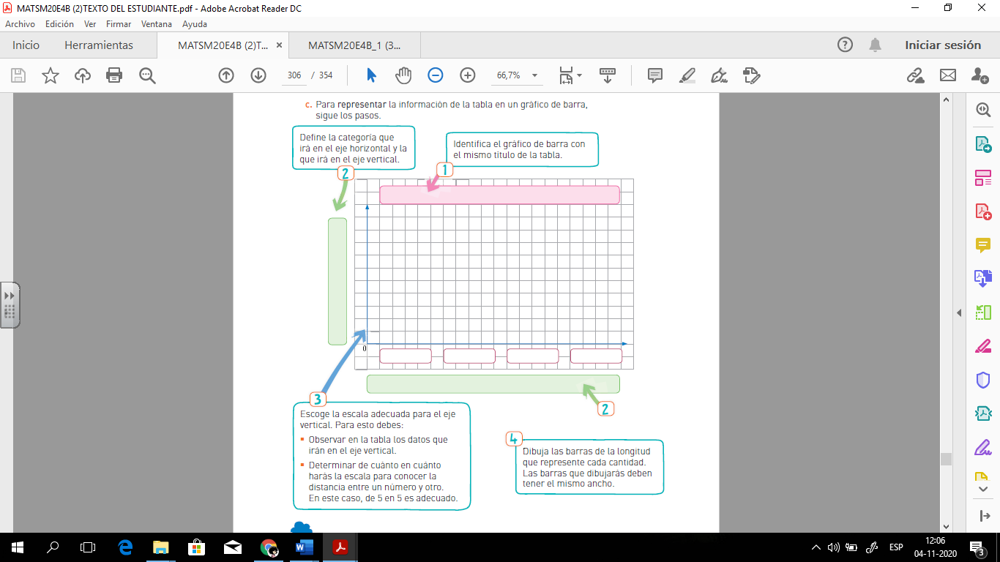 MATSM20E4B (2)TEXTO DEL ESTUDIANTE.pdf - Adobe Acrobat Reader DC
Archivo Edición Ver Firmar Ventana Ayuda
Inicio Herramientas MATSM20E4B (2)T... × MATSM20E4B_1 (3... Iniciar sesión
306 / 354 66,7%
c. Para representar la información de la tabla en un gráfico de barra,
sigue los pasos.
Define la categoría que
irá en el eje horizontal y la
que irá en el eje vertical.
2
Identifica el gráfico de barra con
el mismo título de la tabla.
1
0
2
3
Escoge la escala adecuada para el eje
vertical. Para esto debes:
▪ Observar en la tabla los datos que
irán en el eje vertical.
▪ Determinar de cuánto en cuánto
harás la escala para conocer la
distancia entre un número y otro.
En este caso, de 5 en 5 es adecuado.
4
Dibuja las barras de la longitud
que represente cada cantidad.
Las barras que dibujarás deben
tener el mismo ancho.
ESP
12:06
04-11-2020
3